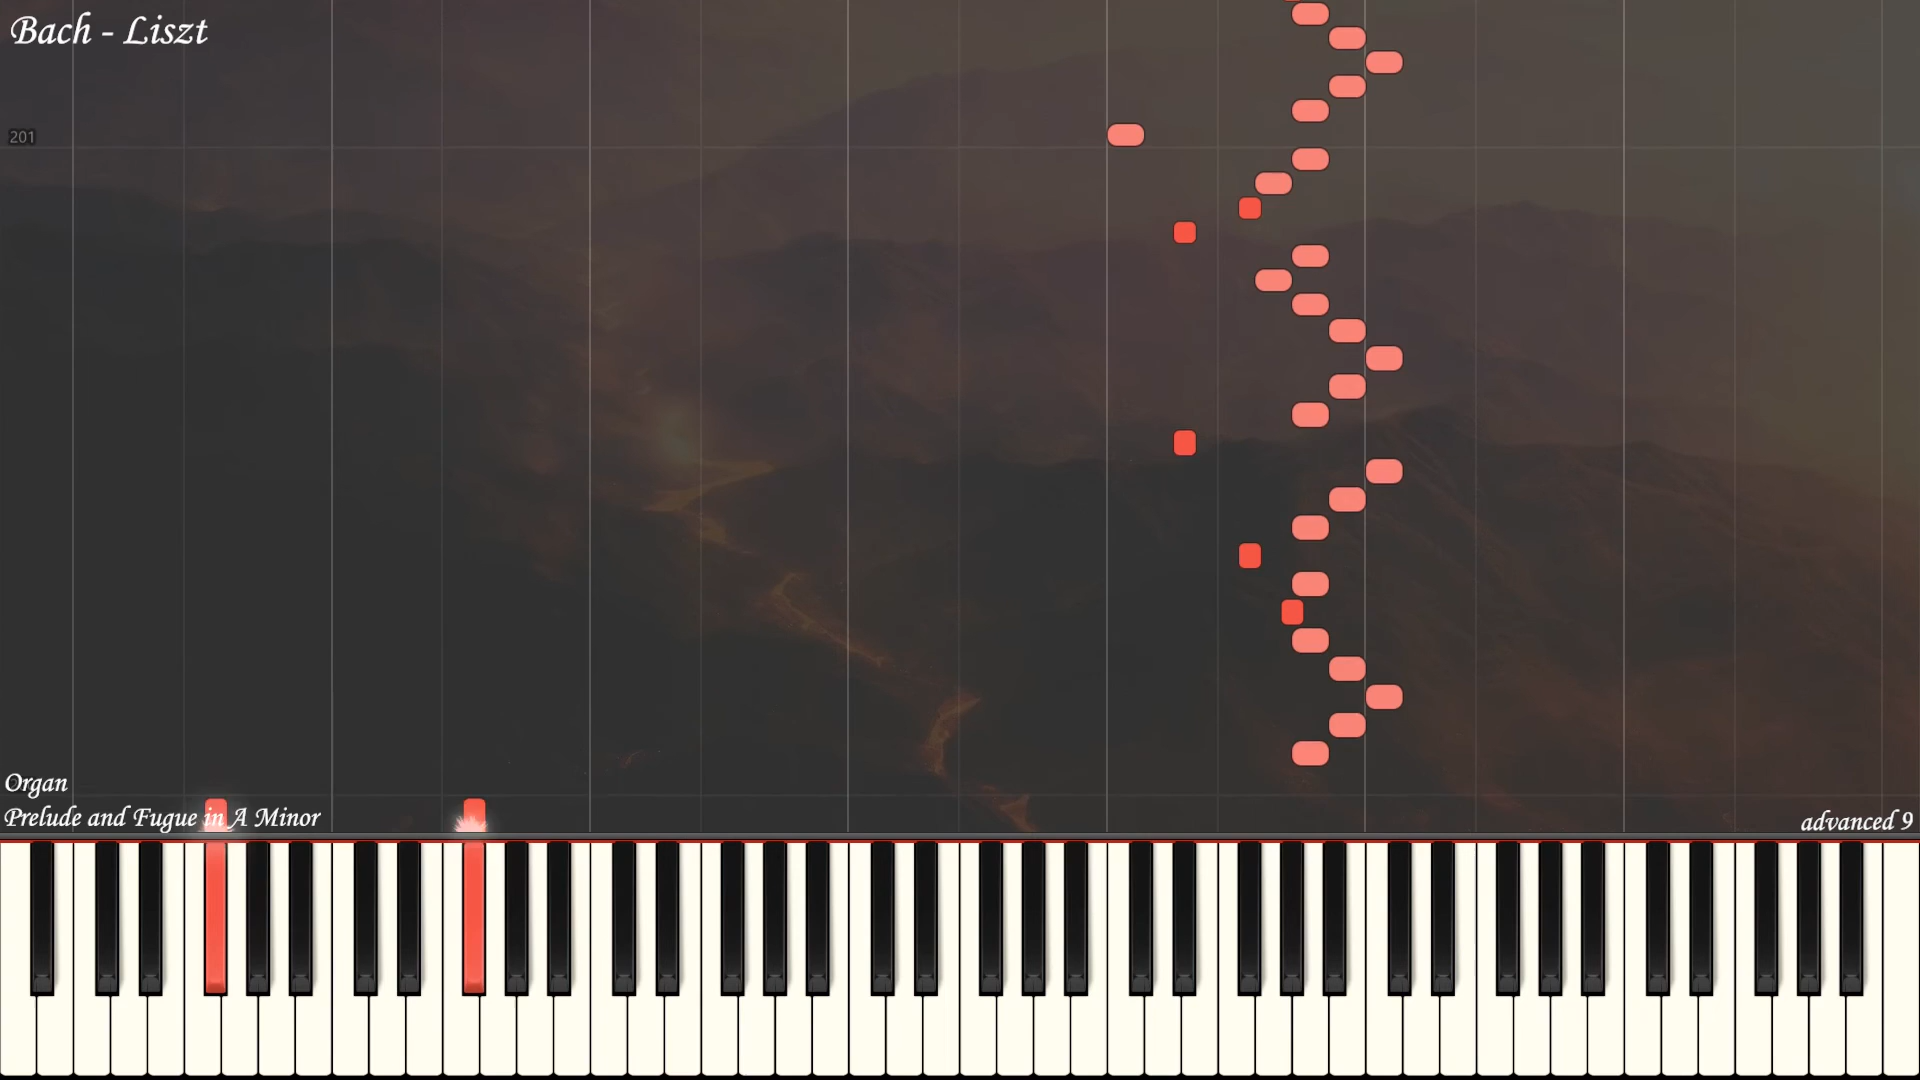 Bach - Liszt
201
Organ
Prelude and Fugue in A Minor
advanced 9